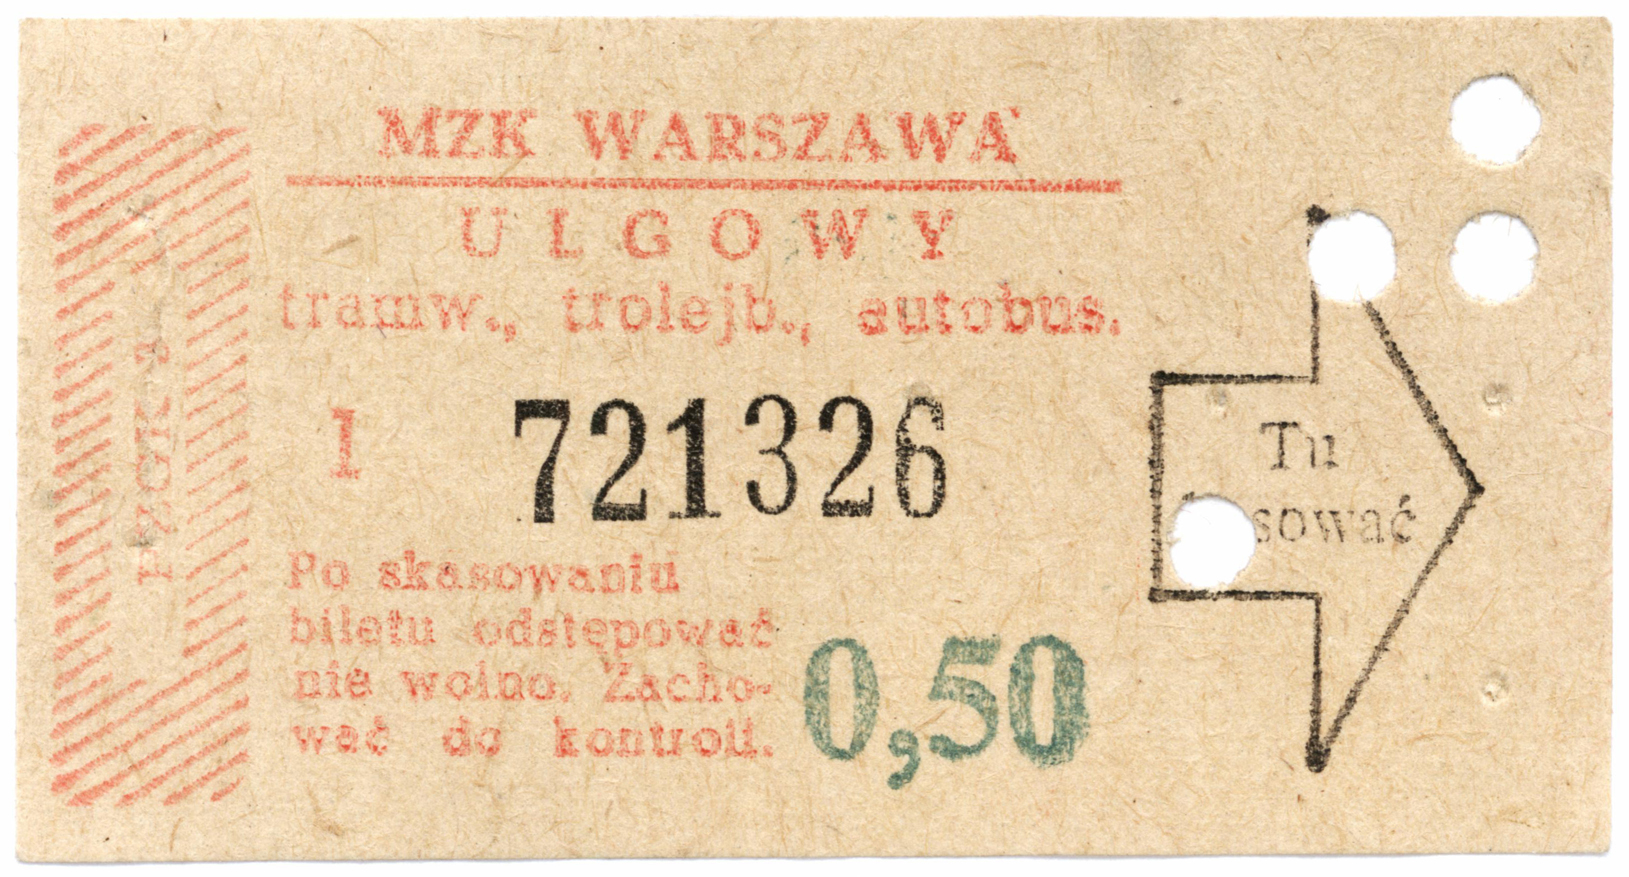 MZK WARSZAWA
ULGOWY
tramw., trolejb., autobus.
1 721326
Po skasowaniu
biletu odstępować
nie wolno. Zacho-
wać do kontroli.
0,50
Tu
sować